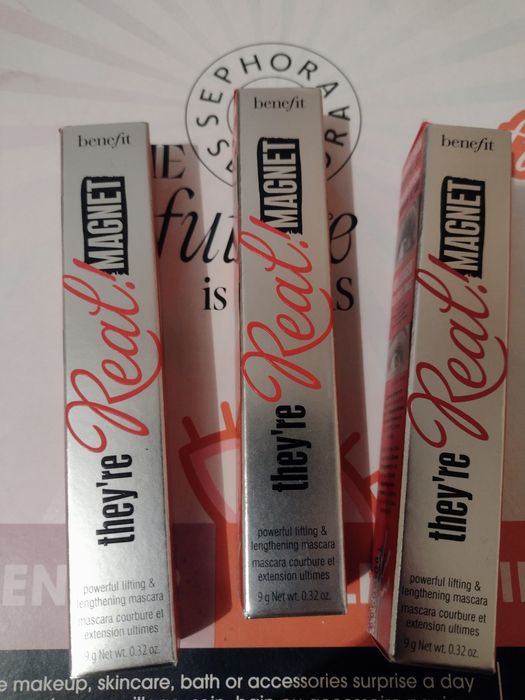 SEPHORA
benefit
they're Real! MAGNET
powerful lifting &
lengthening mascara
mascara courbure et
extension ultimes
9 g Net wt. 0.32 oz.
benefit
they're Real! MAGNET
powerful lifting &
lengthening mascara
mascara courbure et
extension ultimes
9 g Net wt. 0.32 oz.
benefit
they're Real! MAGNET
powerful lifting &
lengthening mascara
mascara courbure et
extension ultimes
9 g Net wt. 0.32 oz.
is
makeup, skincare, bath or accessories surprise a day